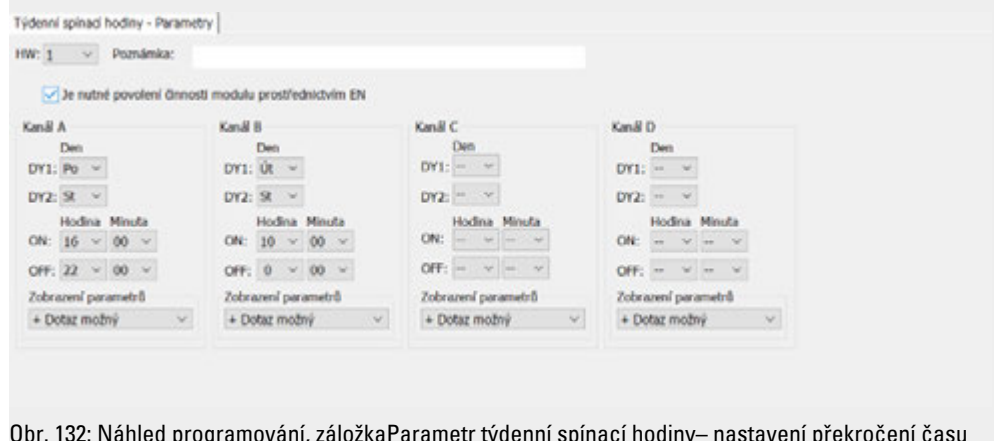 Týdenní spínací hodiny - Parametry
HW: 1 Poznámka:
Je nutné povolení činnosti modulu prostřednictvím EN
Kanál A Kanál B Kanál C Kanál D
Den Den Den Den
DY1: Po DY1: Út DY1: -- DY1: --
DY2: St DY2: St DY2: -- DY2: --
Hodina Minuta Hodina Minuta Hodina Minuta Hodina Minuta
ON: 16 00 ON: 10 00 ON: -- -- ON: -- --
OFF: 22 00 OFF: 0 00 OFF: -- -- OFF: -- --
Zobrazení parametrů Zobrazení parametrů Zobrazení parametrů Zobrazení parametrů
+ Dotaz možný + Dotaz možný + Dotaz možný + Dotaz možný
Obr. 132: Náhled programování, záložkaParametr týdenní spínací hodiny– nastavení překročení času